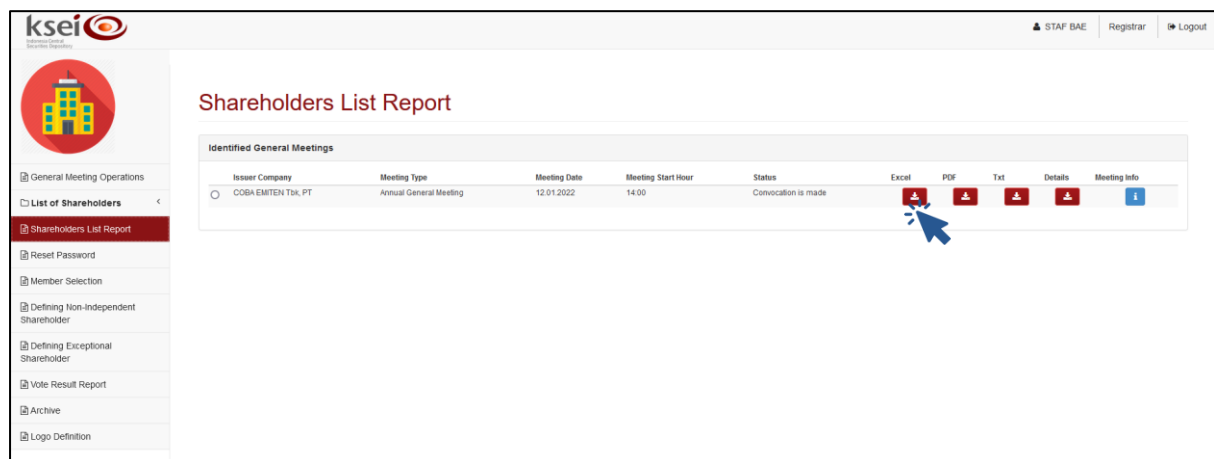 ksei
Indonesia Central
Securities Depository
STAF BAE
Registrar
Logout
Shareholders List Report
Identified General Meetings
Issuer Company Meeting Type Meeting Date Meeting Start Hour Status Excel PDF Txt Details Meeting Info
COBA EMITEN Tbk, PT Annual General Meeting 12.01.2022 14:00 Convocation is made
General Meeting Operations
List of Shareholders
Shareholders List Report
Reset Password
Member Selection
Defining Non-Independent
Shareholder
Defining Exceptional
Shareholder
Vote Result Report
Archive
Logo Definition